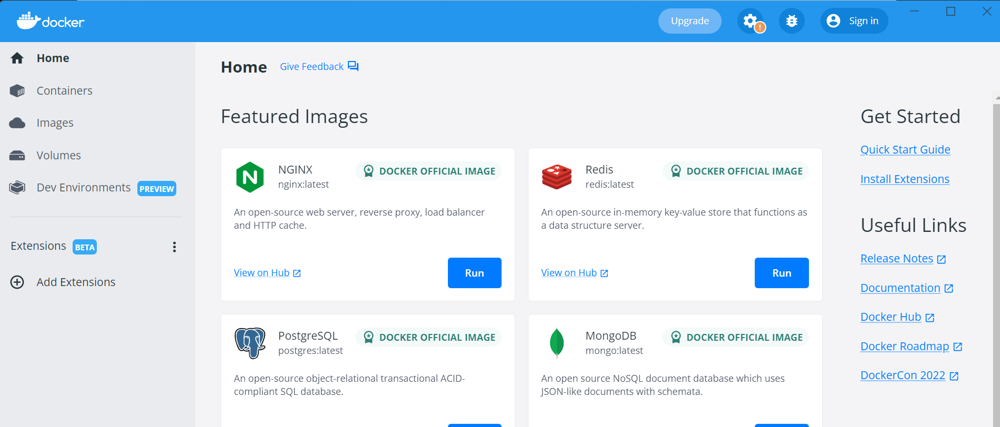 docker
Upgrade
Sign in
Home
Containers
Images
Volumes
Dev Environments PREVIEW
Extensions BETA
Add Extensions
Home Give Feedback
Featured Images
NGINX
nginx:latest
DOCKER OFFICIAL IMAGE
An open-source web server, reverse proxy, load balancer
and HTTP cache.
View on Hub
Run
Redis
redis:latest
DOCKER OFFICIAL IMAGE
An open-source in-memory key-value store that functions as
a data structure server.
View on Hub
Run
PostgreSQL
postgres:latest
DOCKER OFFICIAL IMAGE
An open-source object-relational transactional ACID-
compliant SQL database.
MongoDB
mongo:latest
DOCKER OFFICIAL IMAGE
An open source NoSQL document database which uses
JSON-like documents with schemata.
Get Started
Quick Start Guide
Install Extensions
Useful Links
Release Notes
Documentation
Docker Hub
Docker Roadmap
DockerCon 2022